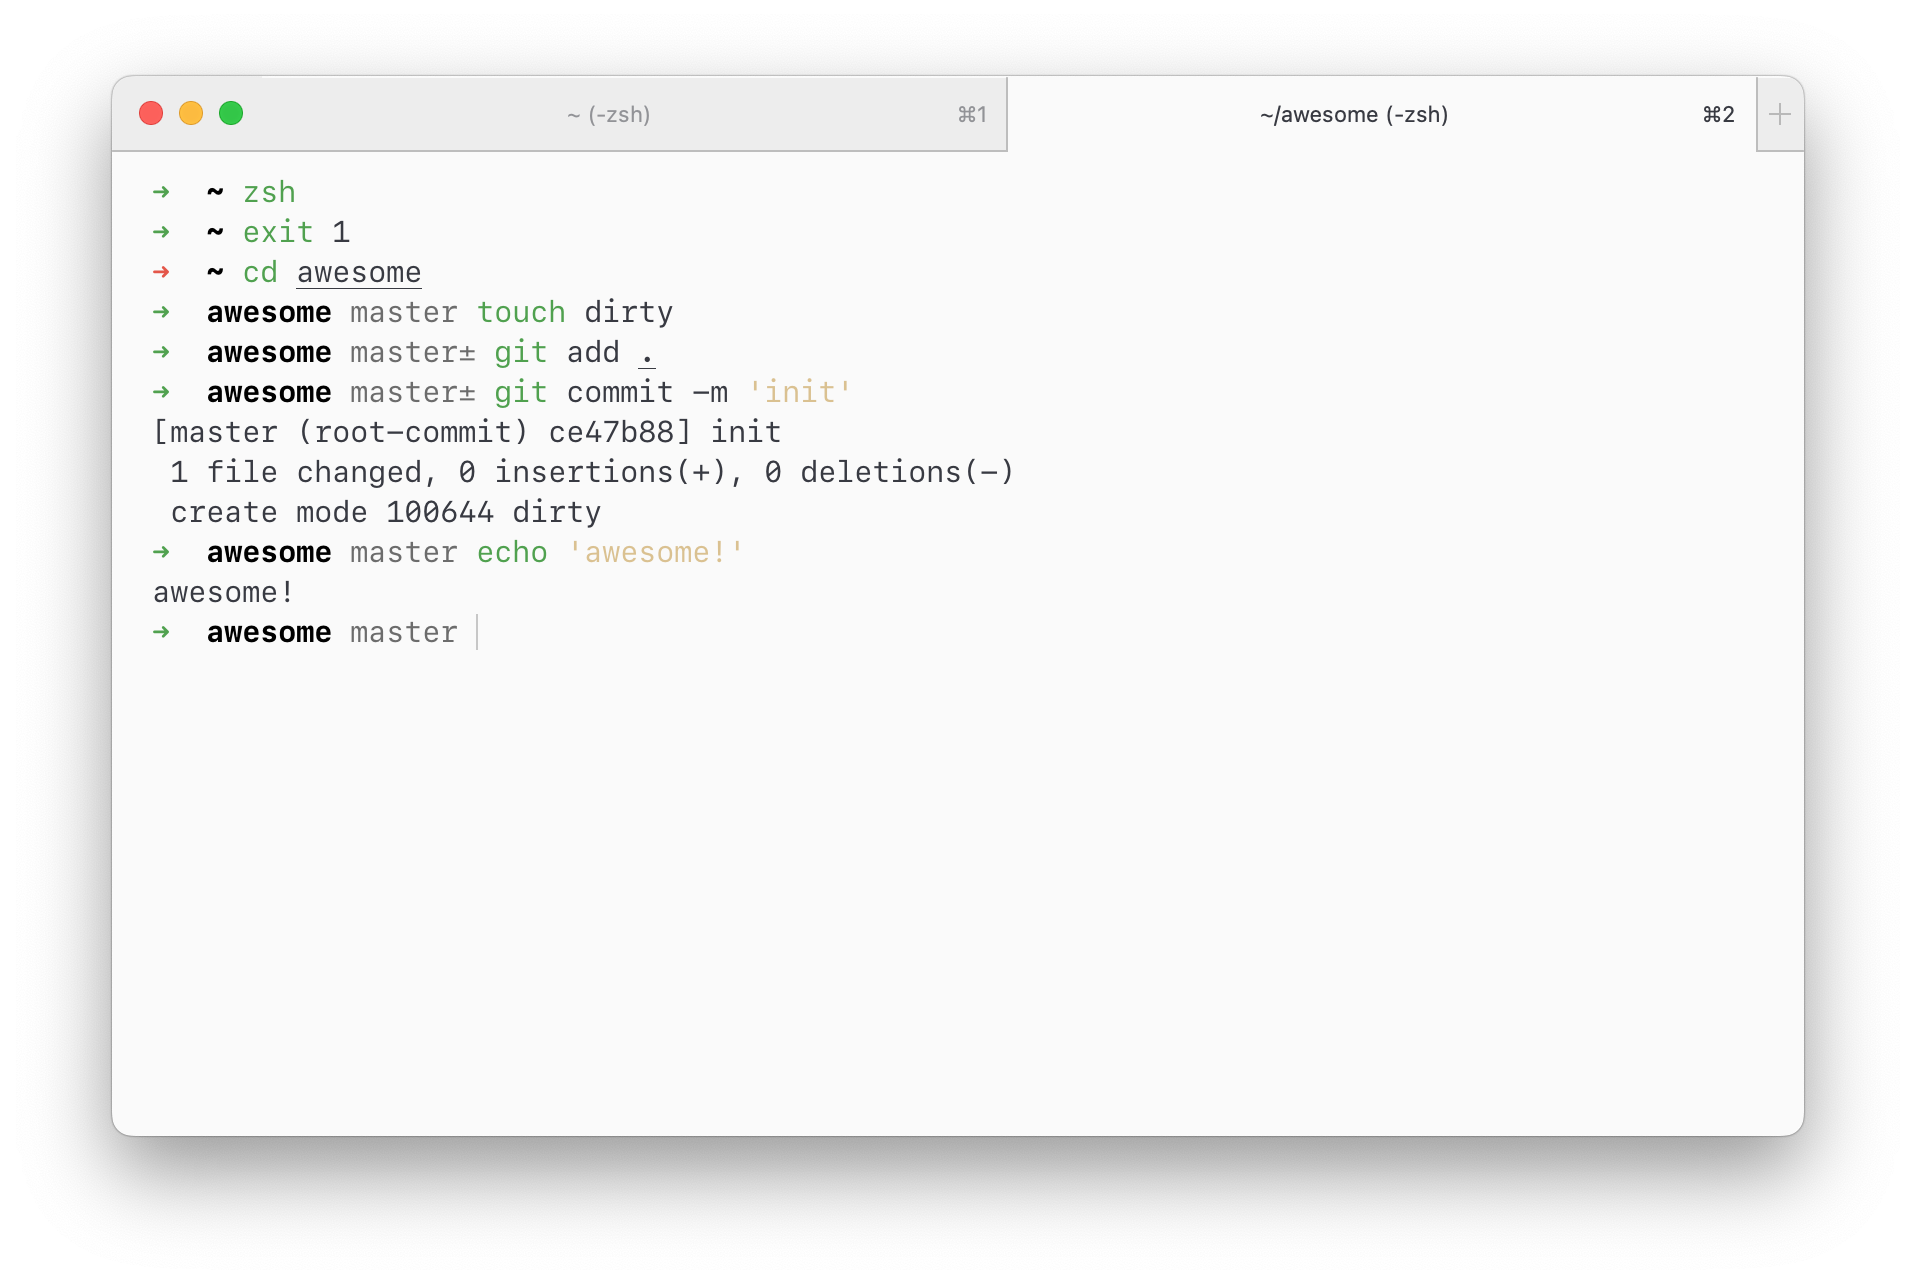 ~ (-zsh) ⌘1 ~/awesome (-zsh) ⌘2 +
➜  ~ zsh
➜  ~ exit 1
➜  ~ cd awesome
➜  awesome master touch dirty
➜  awesome master± git add .
➜  awesome master± git commit -m 'init'
[master (root-commit) ce47b88] init
 1 file changed, 0 insertions(+), 0 deletions(-)
 create mode 100644 dirty
➜  awesome master echo 'awesome!'
awesome!
➜  awesome master